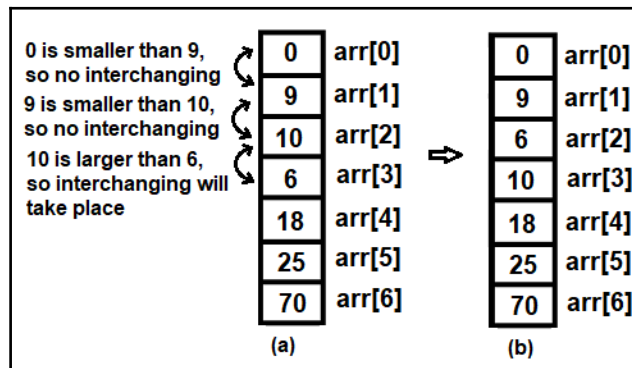 0 is smaller than 9,
so no interchanging
9 is smaller than 10,
so no interchanging
10 is larger than 6,
so interchanging will
take place
0 arr[0]
9 arr[1]
10 arr[2]
6 arr[3]
18 arr[4]
25 arr[5]
70 arr[6]
(a)
0 arr[0]
9 arr[1]
6 arr[2]
10 arr[3]
18 arr[4]
25 arr[5]
70 arr[6]
(b)